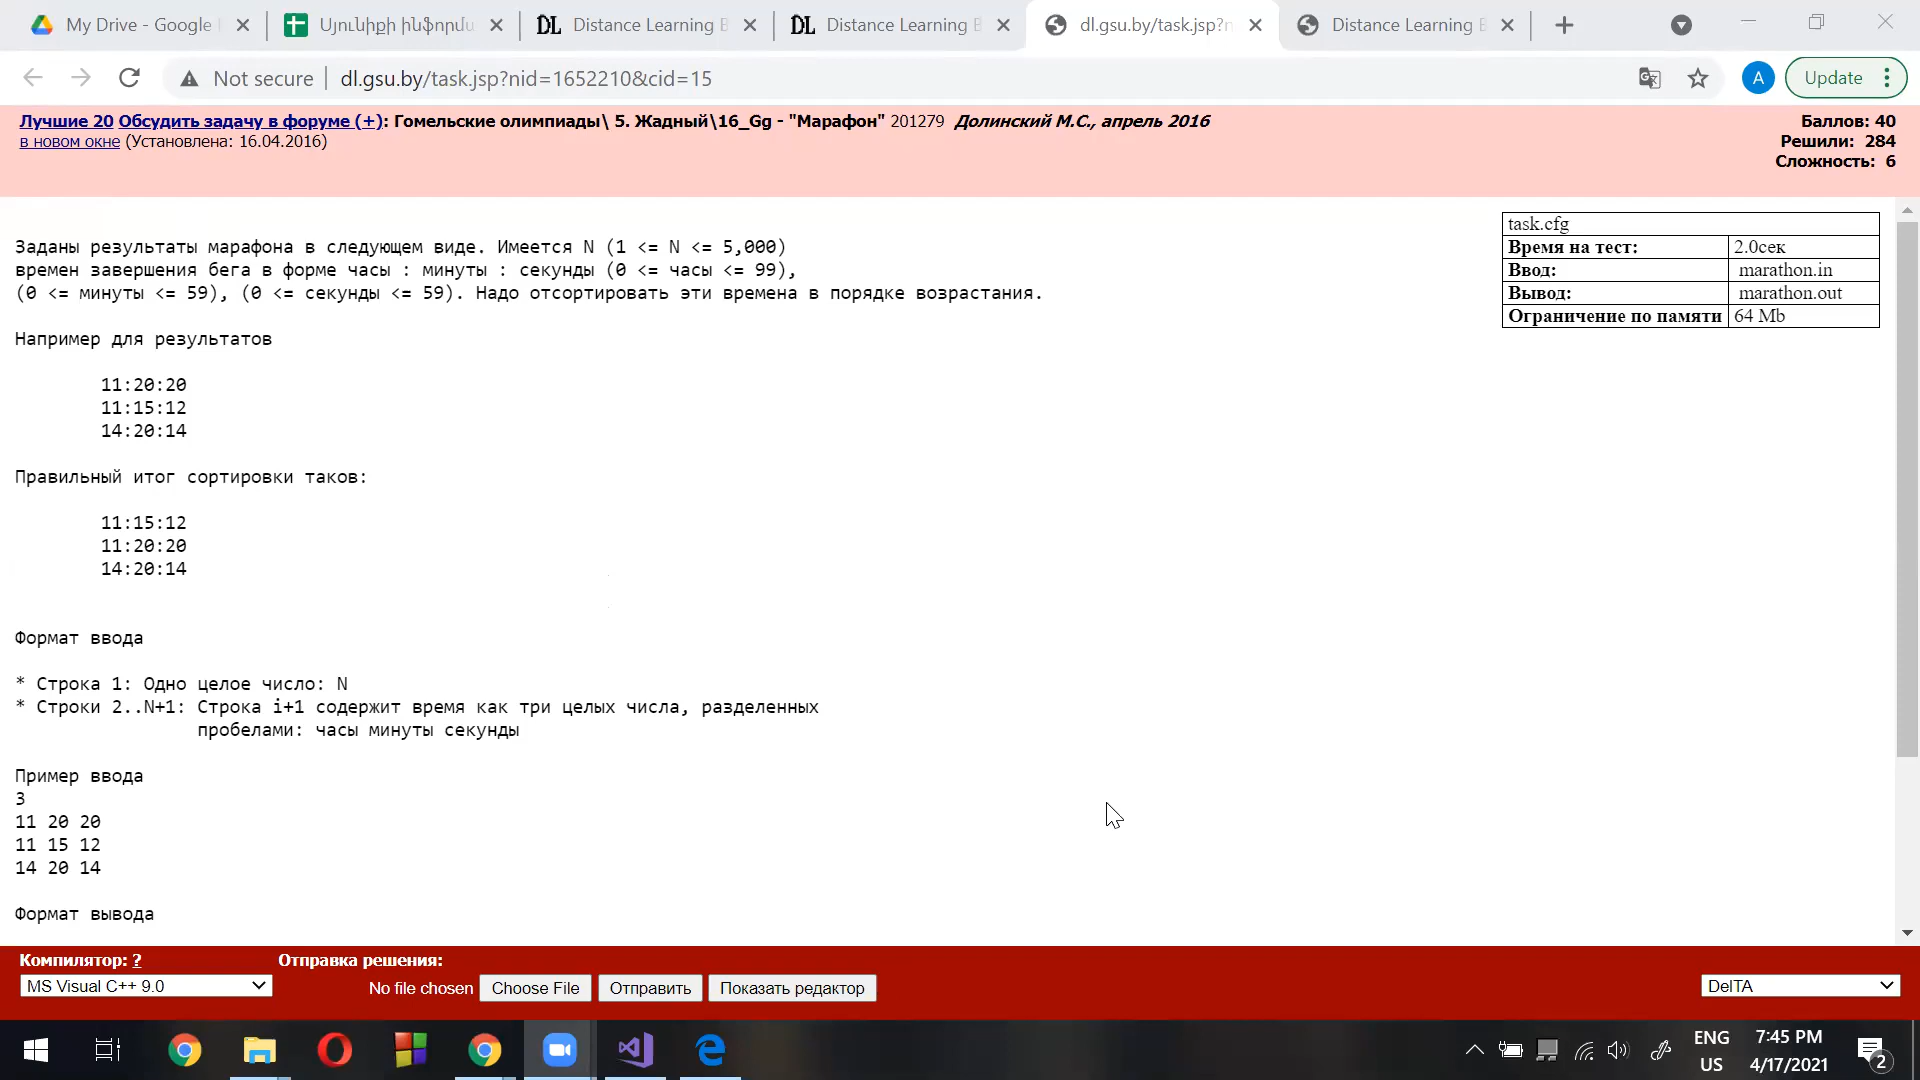 My Drive - Google
Այունիքի ինֆորմա
Distance Learning B
Distance Learning B
dl.gsu.by/task.jsp?n
Distance Learning B
Not secure
dl.gsu.by/task.jsp?nid=1652210&cid=15
A
Update
Лучшие 20 Обсудить задачу в форуме (+): Гомельские олимпиады\ 5. Жадный\16_Gg - "Марафон" 201279 Долинский М.С., апрель 2016
в новом окне (Установлена: 16.04.2016)
Баллов: 40
Решили: 284
Сложность: 6
task.cfg
Время на тест: 2.0сек
Ввод: marathon.in
Вывод: marathon.out
Ограничение по памяти 64 Mb
Заданы результаты марафона в следующем виде. Имеется N (1 <= N <= 5,000)
времен завершения бега в форме часы : минуты : секунды (0 <= часы <= 99),
(0 <= минуты <= 59), (0 <= секунды <= 59). Надо отсортировать эти времена в порядке возрастания.
Например для результатов
11:20:20
11:15:12
14:20:14
Правильный итог сортировки таков:
11:15:12
11:20:20
14:20:14
Формат ввода
* Строка 1: Одно целое число: N
* Строки 2..N+1: Строка i+1 содержит время как три целых числа, разделенных
пробелами: часы минуты секунды
Пример ввода
3
11 20 20
11 15 12
14 20 14
Формат вывода
Компилятор: ?
Отправка решения:
MS Visual C++ 9.0
No file chosen
Choose File
Отправить
Показать редактор
DelTA
ENG
US
7:45 PM
4/17/2021
2